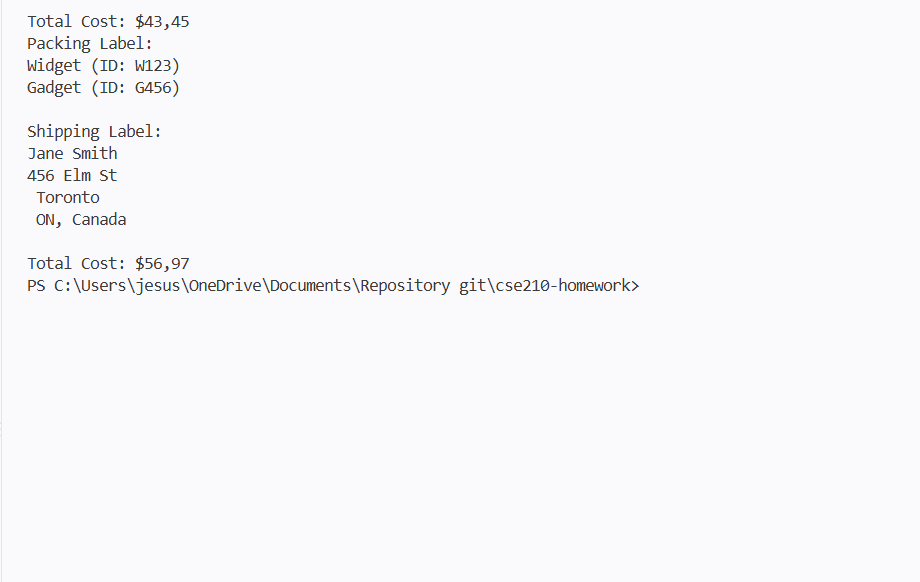 Total Cost: $43,45
Packing Label:
Widget (ID: W123)
Gadget (ID: G456)

Shipping Label:
Jane Smith
456 Elm St
 Toronto
 ON, Canada

Total Cost: $56,97
PS C:\Users\jesus\OneDrive\Documents\Repository git\cse210-homework>